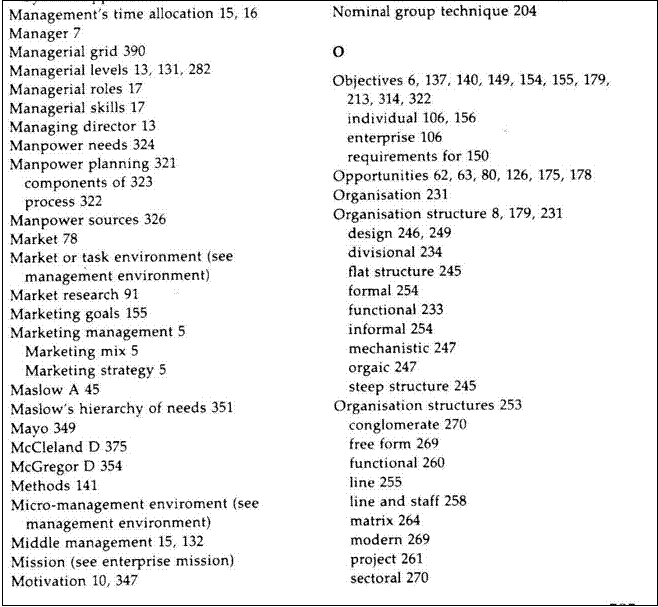 Management's time allocation 15, 16
Manager 7
Managerial grid 390
Managerial levels 13, 131, 282
Managerial roles 17
Managerial skills 17
Managing director 13
Manpower needs 324
Manpower planning 321
components of 323
process 322
Manpower sources 326
Market 78
Market or task environment (see
management environment)
Market research 91
Marketing goals 155
Marketing management 5
Marketing mix 5
Marketing strategy 5
Maslow A 45
Maslow's hierarchy of needs 351
Mayo 349
McCleland D 375
McGregor D 354
Methods 141
Micro-management enviroment (see
management environment)
Middle management 15, 132
Mission (see enterprise mission)
Motivation 10, 347
Nominal group technique 204
O
Objectives 6, 137, 140, 149, 154, 155, 179,
213, 314, 322
individual 106, 156
enterprise 106
requirements for 150
Opportunities 62, 63, 80, 126, 175, 178
Organisation 231
Organisation structure 8, 179, 231
design 246, 249
divisional 234
flat structure 245
formal 254
functional 233
informal 254
mechanistic 247
orgaic 247
steep structure 245
Organisation structures 253
conglomerate 270
free form 269
functional 260
line 255
line and staff 258
matrix 264
modern 269
project 261
sectoral 270